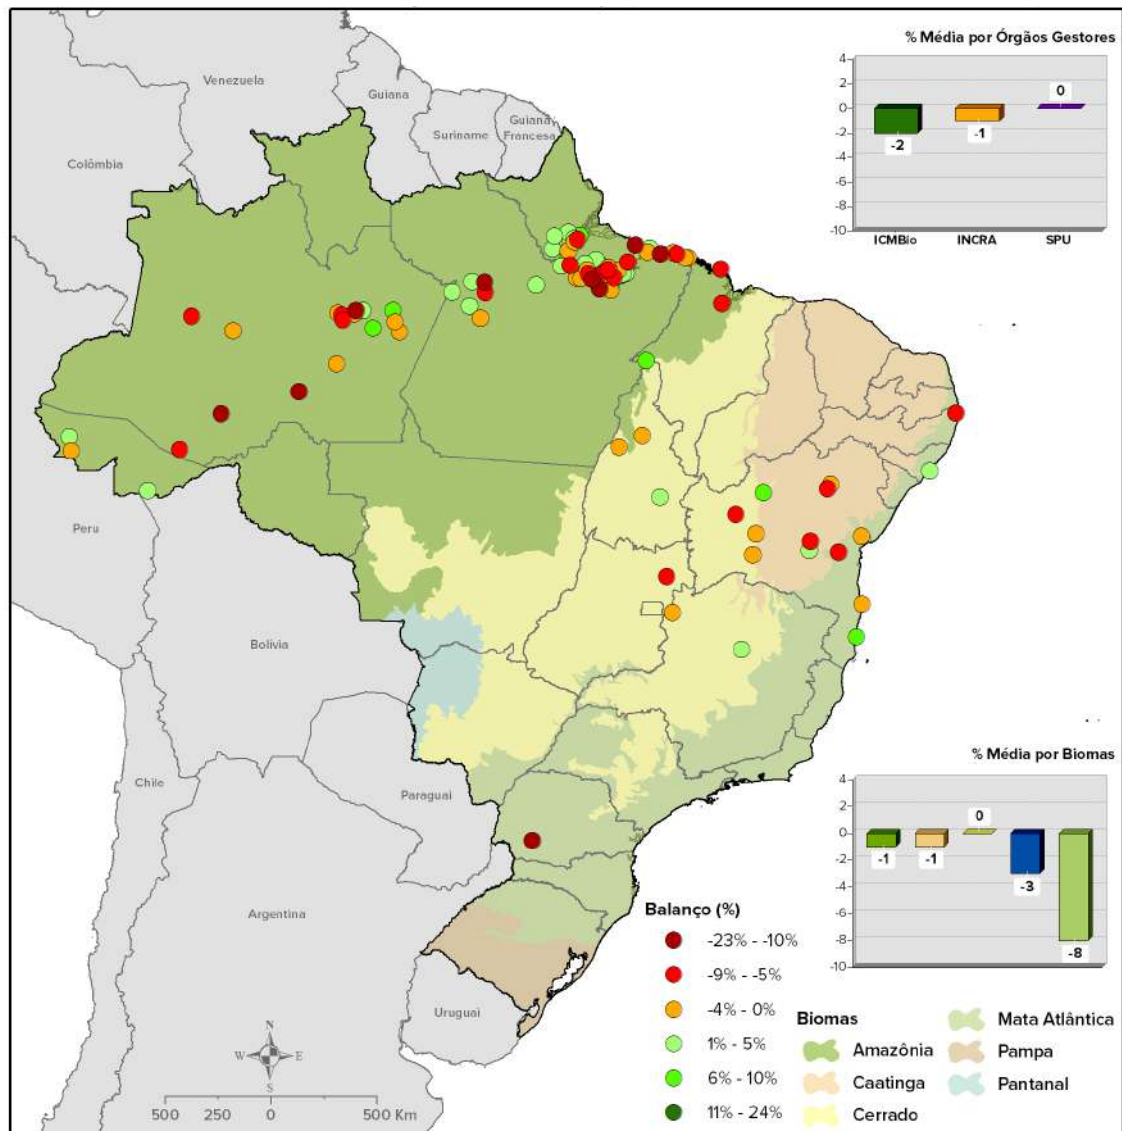 % Média por Órgãos Gestores
4
2
0
-2
-4
-6
-8
-10
-2
-1
0
ICMBio
INCRA
SPU
Venezuela
Guiana
Suriname
Guiana
Francesa
Colômbia
Peru
Bolívia
Chile
Paraguai
Argentina
Uruguai
% Média por Biomas
4
2
0
-2
-4
-6
-8
-10
-1
-1
0
-3
-8
Balanço (%)
-23% - -10%
-9% - -5%
-4% - 0%
1% - 5%
6% - 10%
11% - 24%
Biomas
Amazônia
Caatinga
Cerrado
Mata Atlântica
Pampa
Pantanal
N
W
E
S
500
250
0
500 Km